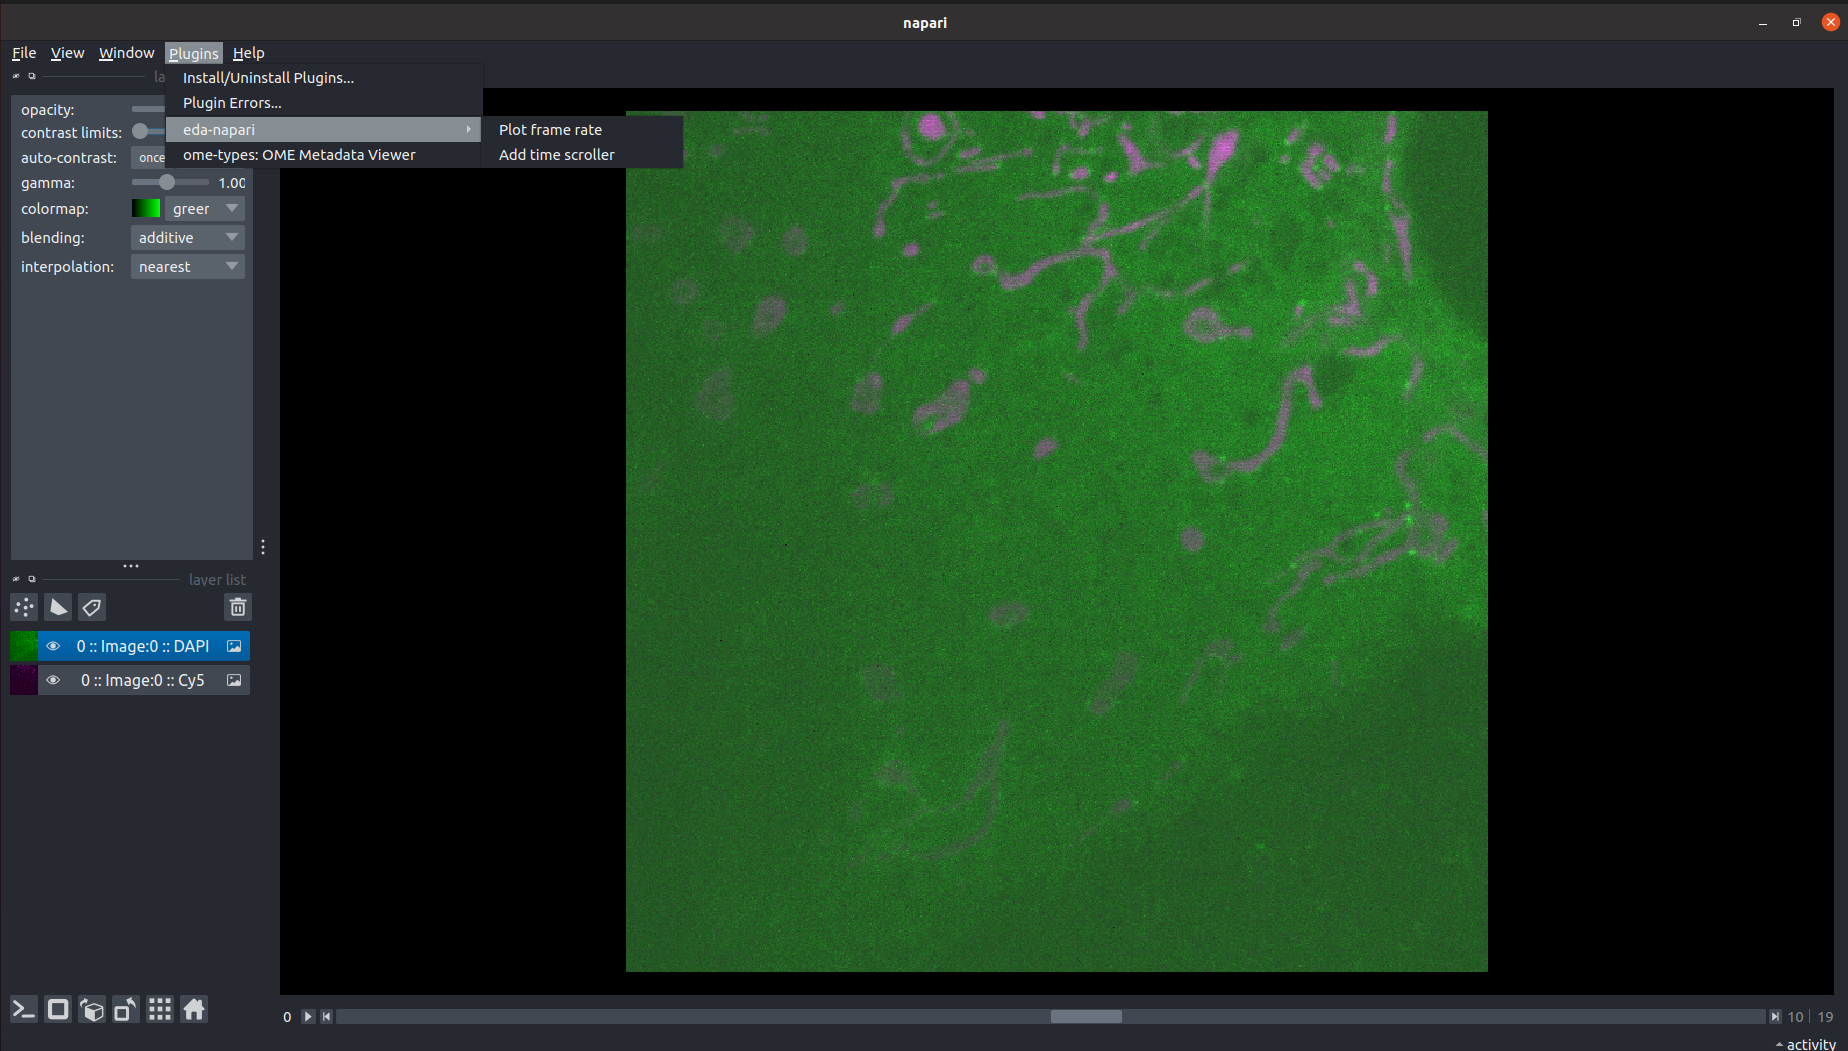 napari
File View Window Plugins Help
la
Install/Uninstall Plugins...
Plugin Errors...
eda-napari
ome-types: OME Metadata Viewer
Plot frame rate
Add time scroller
opacity:
contrast limits:
auto-contrast: once
gamma: 1.00
colormap: greer
blending: additive
interpolation: nearest
layer list
0 :: Image:0 :: DAPI
0 :: Image:0 :: Cy5
0 10 | 19
activity